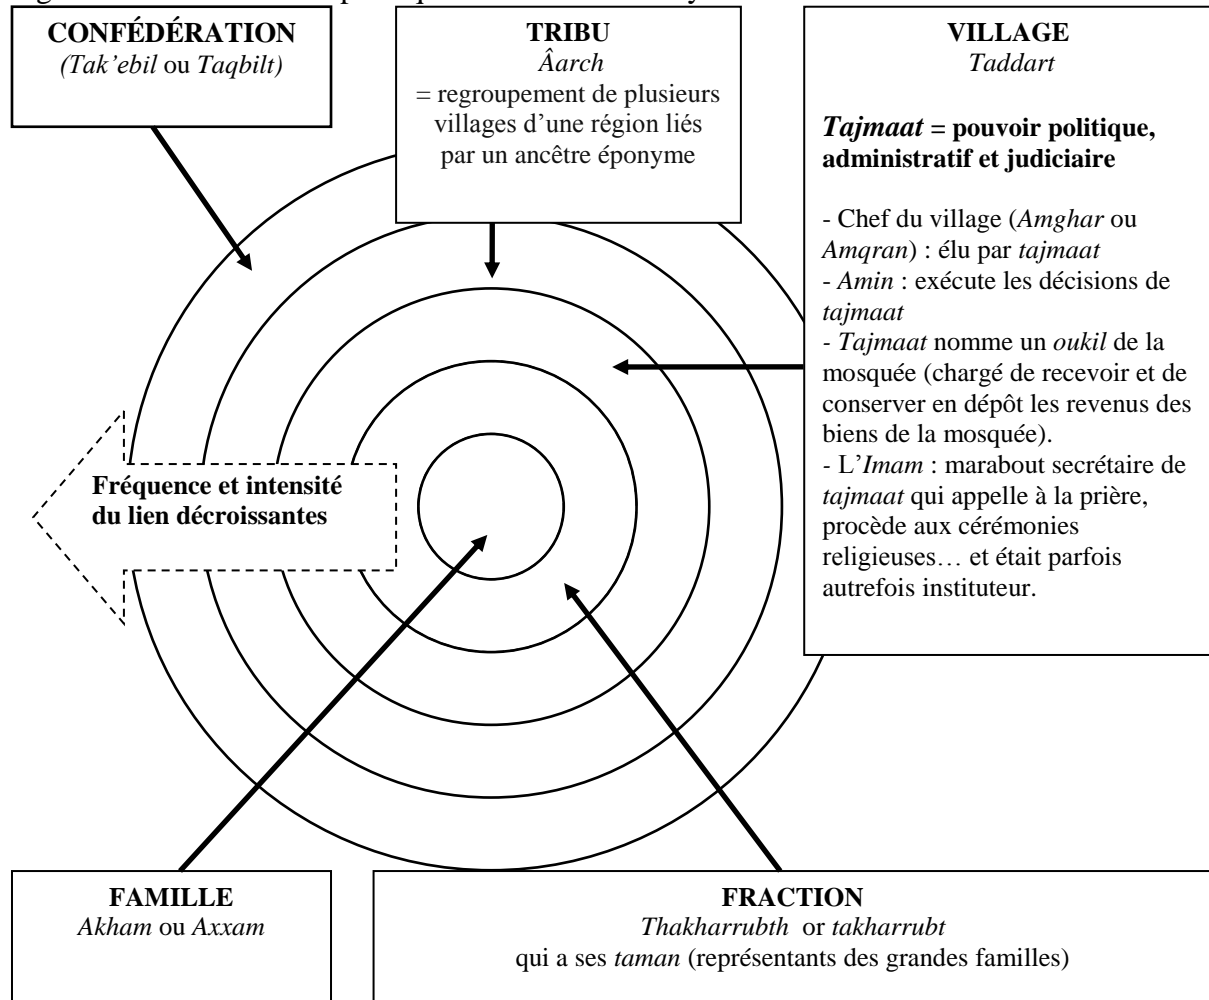 CONFÉDÉRATION
(Tak’ebil ou Taqbilt)
TRIBU
Âarch
= regroupement de plusieurs
villages d’une région liés
par un ancêtre éponyme
VILLAGE
Taddart
Tajmaat = pouvoir politique,
administratif et judiciaire
- Chef du village (Amghar ou
Amqran) : élu par tajmaat
- Amin : exécute les décisions de
tajmaat
- Tajmaat nomme un oukil de la
mosquée (chargé de recevoir et de
conserver en dépôt les revenus des
biens de la mosquée).
- L’Imam : marabout secrétaire de
tajmaat qui appelle à la prière,
procède aux cérémonies
religieuses… et était parfois
autrefois instituteur.
Fréquence et intensité
du lien décroissantes
FAMILLE
Akham ou Axxam
FRACTION
Thakharrubth or takharrubt
qui a ses taman (représentants des grandes familles)